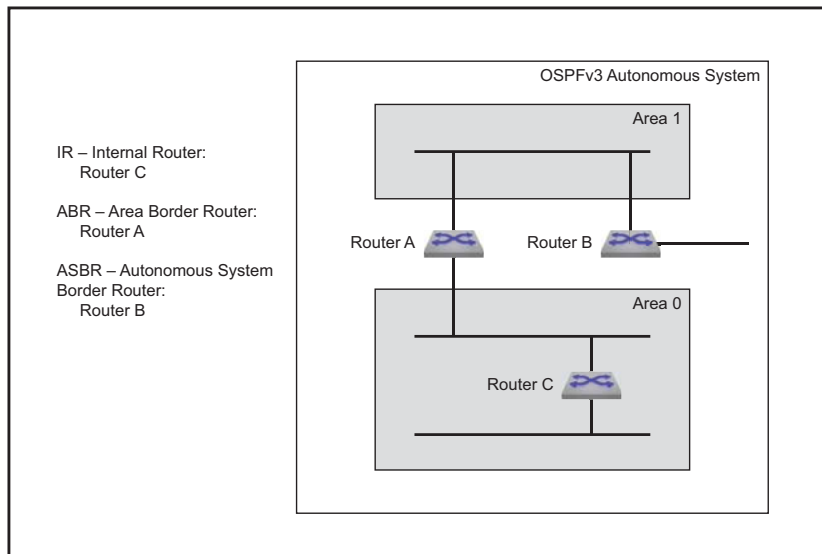 OSPFv3 Autonomous System
Area 1
IR – Internal Router:
Router C
ABR – Area Border Router:
Router A
ASBR – Autonomous System
Border Router:
Router B
Router A
Router B
Area 0
Router C